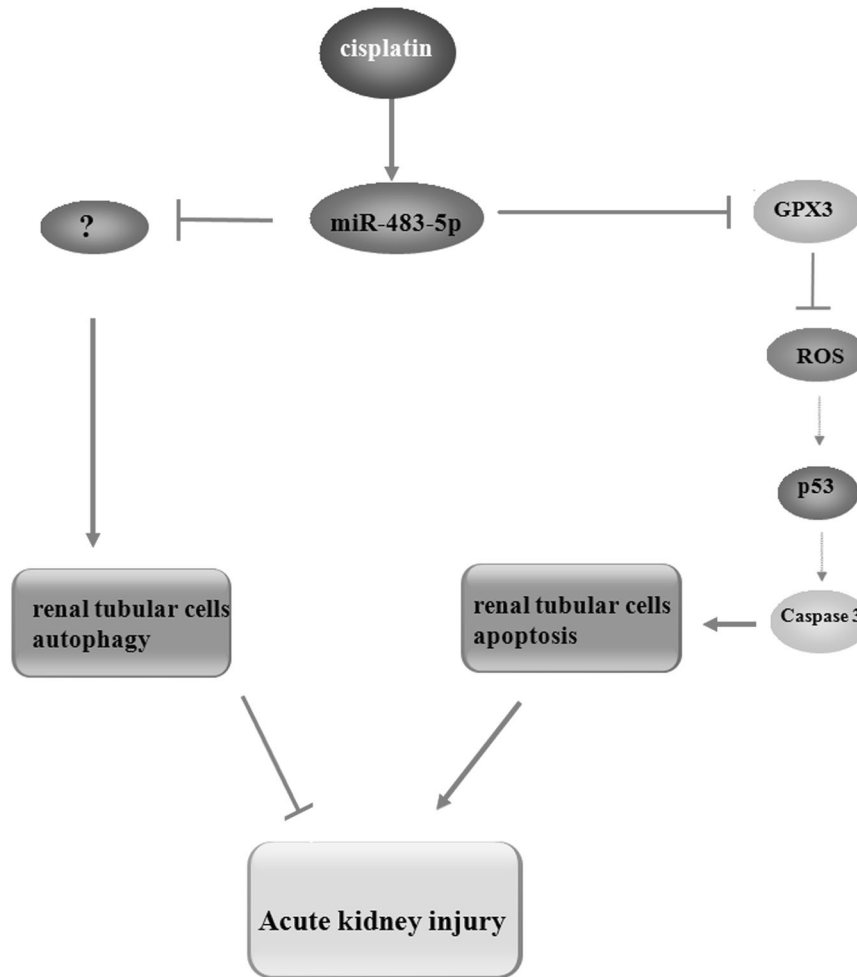 cisplatin
miR-483-5p
?
GPX3
ROS
p53
Caspase 3
renal tubular cells
autophagy
renal tubular cells
apoptosis
Acute kidney injury